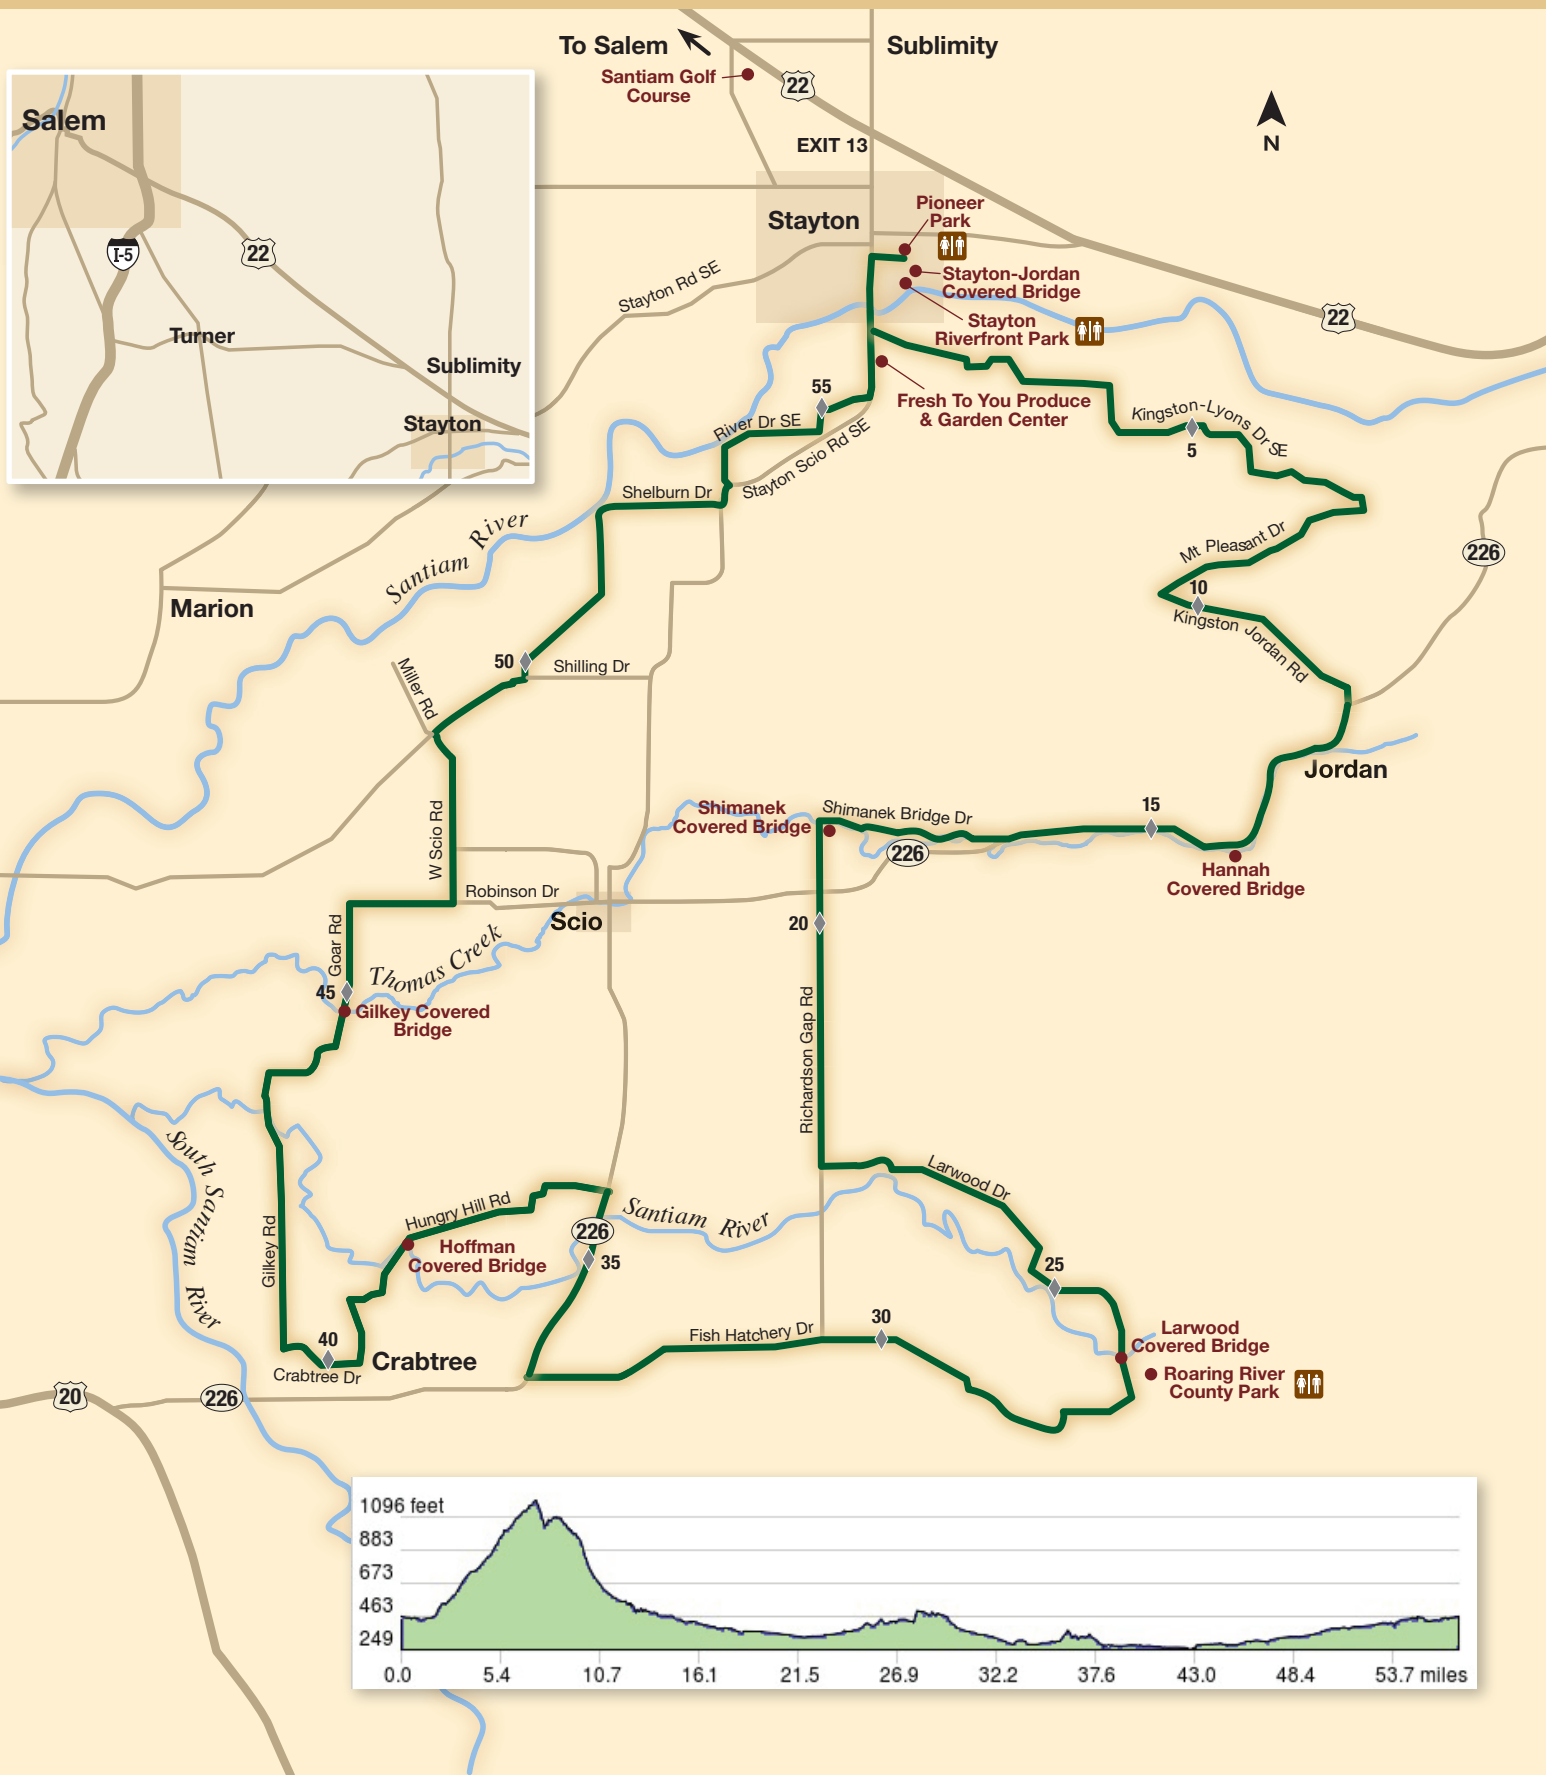 To Salem
Sublimity
Santiam Golf
Course
22
EXIT 13
N
Salem
I-5
22
Turner
Sublimity
Stayton
Stayton
Pioneer
Park
Stayton-Jordan
Covered Bridge
Stayton
Riverfront Park
22
Stayton Rd SE
Fresh To You Produce
& Garden Center
55
River Dr SE
Stayton Scio Rd SE
Kingston-Lyons Dr SE
5
Shelburn Dr
Santiam River
Mt Pleasant Dr
226
10
Kingston Jordan Rd
Marion
50
Shilling Dr
Miller Rd
Jordan
Shimanek
Covered Bridge
Shimanek Bridge Dr
15
226
Hannah
Covered Bridge
W Scio Rd
Robinson Dr
Scio
20
Goar Rd
Thomas Creek
45
Gilkey Covered
Bridge
Richardson Gap Rd
South Santiam River
Larwood Dr
Hungry Hill Rd
Santiam River
226
Gilkey Rd
Hoffman
Covered Bridge
35
25
30
Fish Hatchery Dr
Larwood
Covered Bridge
40
Crabtree
Crabtree Dr
Roaring River
County Park
20
226
1096 feet
883
673
463
249
0.0 5.4 10.7 16.1 21.5 26.9 32.2 37.6 43.0 48.4 53.7 miles